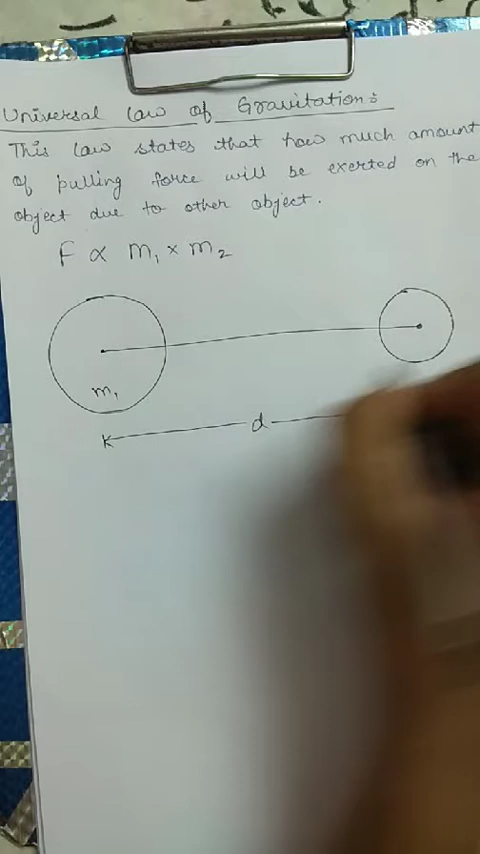 Universal Law of Gravitation:
This Law states that how much amount
of pulling force will be exerted on the
object due to other object.
F ∝ m₁ × m₂
m₁
d